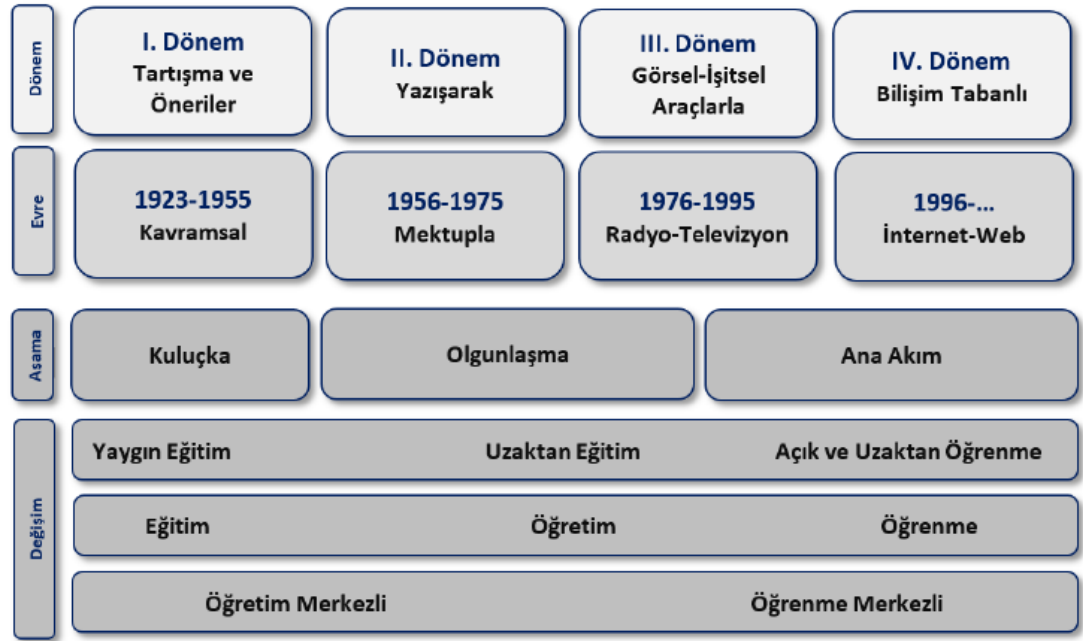 Dönem
I. Dönem
Tartışma ve
Öneriler
II. Dönem
Yazışarak
III. Dönem
Görsel-İşitsel
Araçlarla
IV. Dönem
Bilişim Tabanlı
Evre
1923-1955
Kavramsal
1956-1975
Mektupla
1976-1995
Radyo-Televizyon
1996-...
İnternet-Web
Aşama
Kuluçka
Olgunlaşma
Ana Akım
Değişim
Yaygın Eğitim
Uzaktan Eğitim
Açık ve Uzaktan Öğrenme
Eğitim
Öğretim
Öğrenme
Öğretim Merkezli
Öğrenme Merkezli